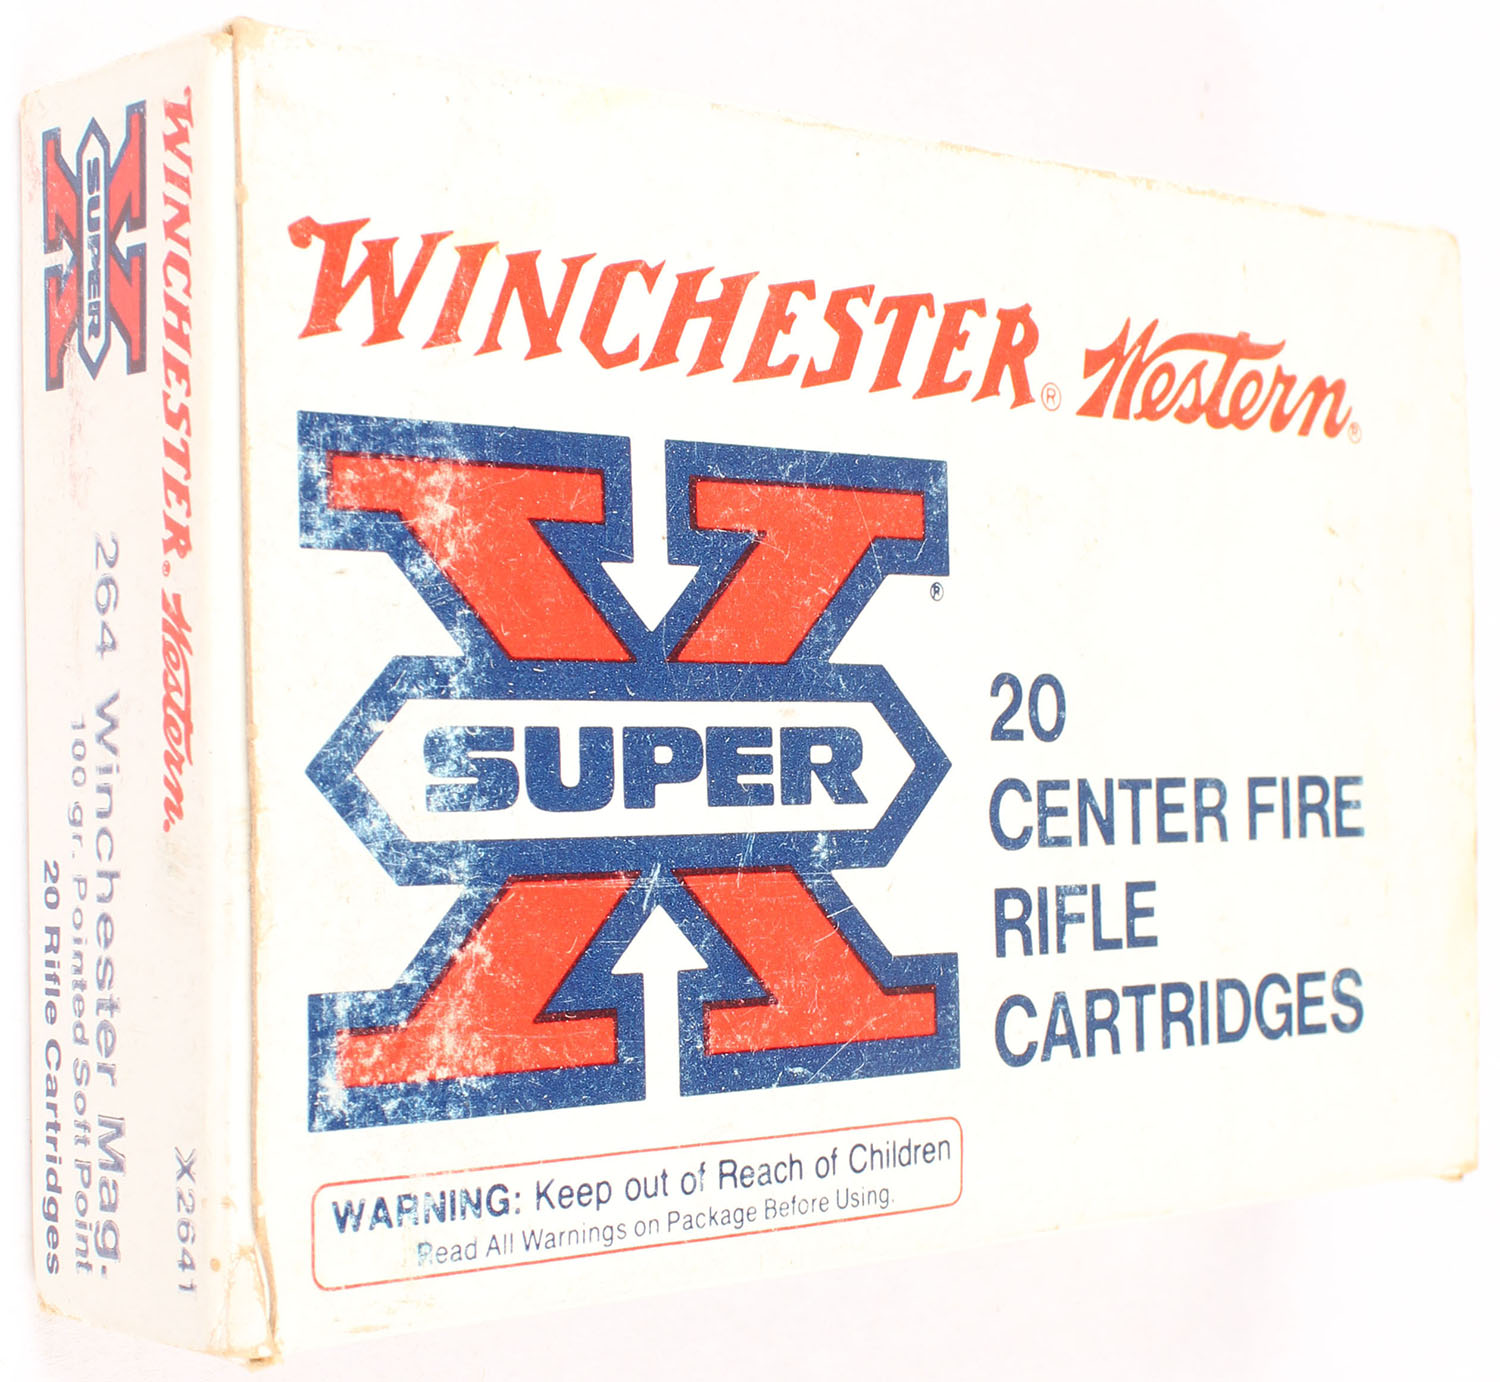 WINCHESTER® Western®
SUPER X®
20
CENTER FIRE
RIFLE
CARTRIDGES
WARNING: Keep out of Reach of Children
Read All Warnings on Package Before Using.
WINCHESTER® Western®
SUPER X
X2641
264 Winchester Mag.
100 gr. Pointed Soft Point
20 Rifle Cartridges